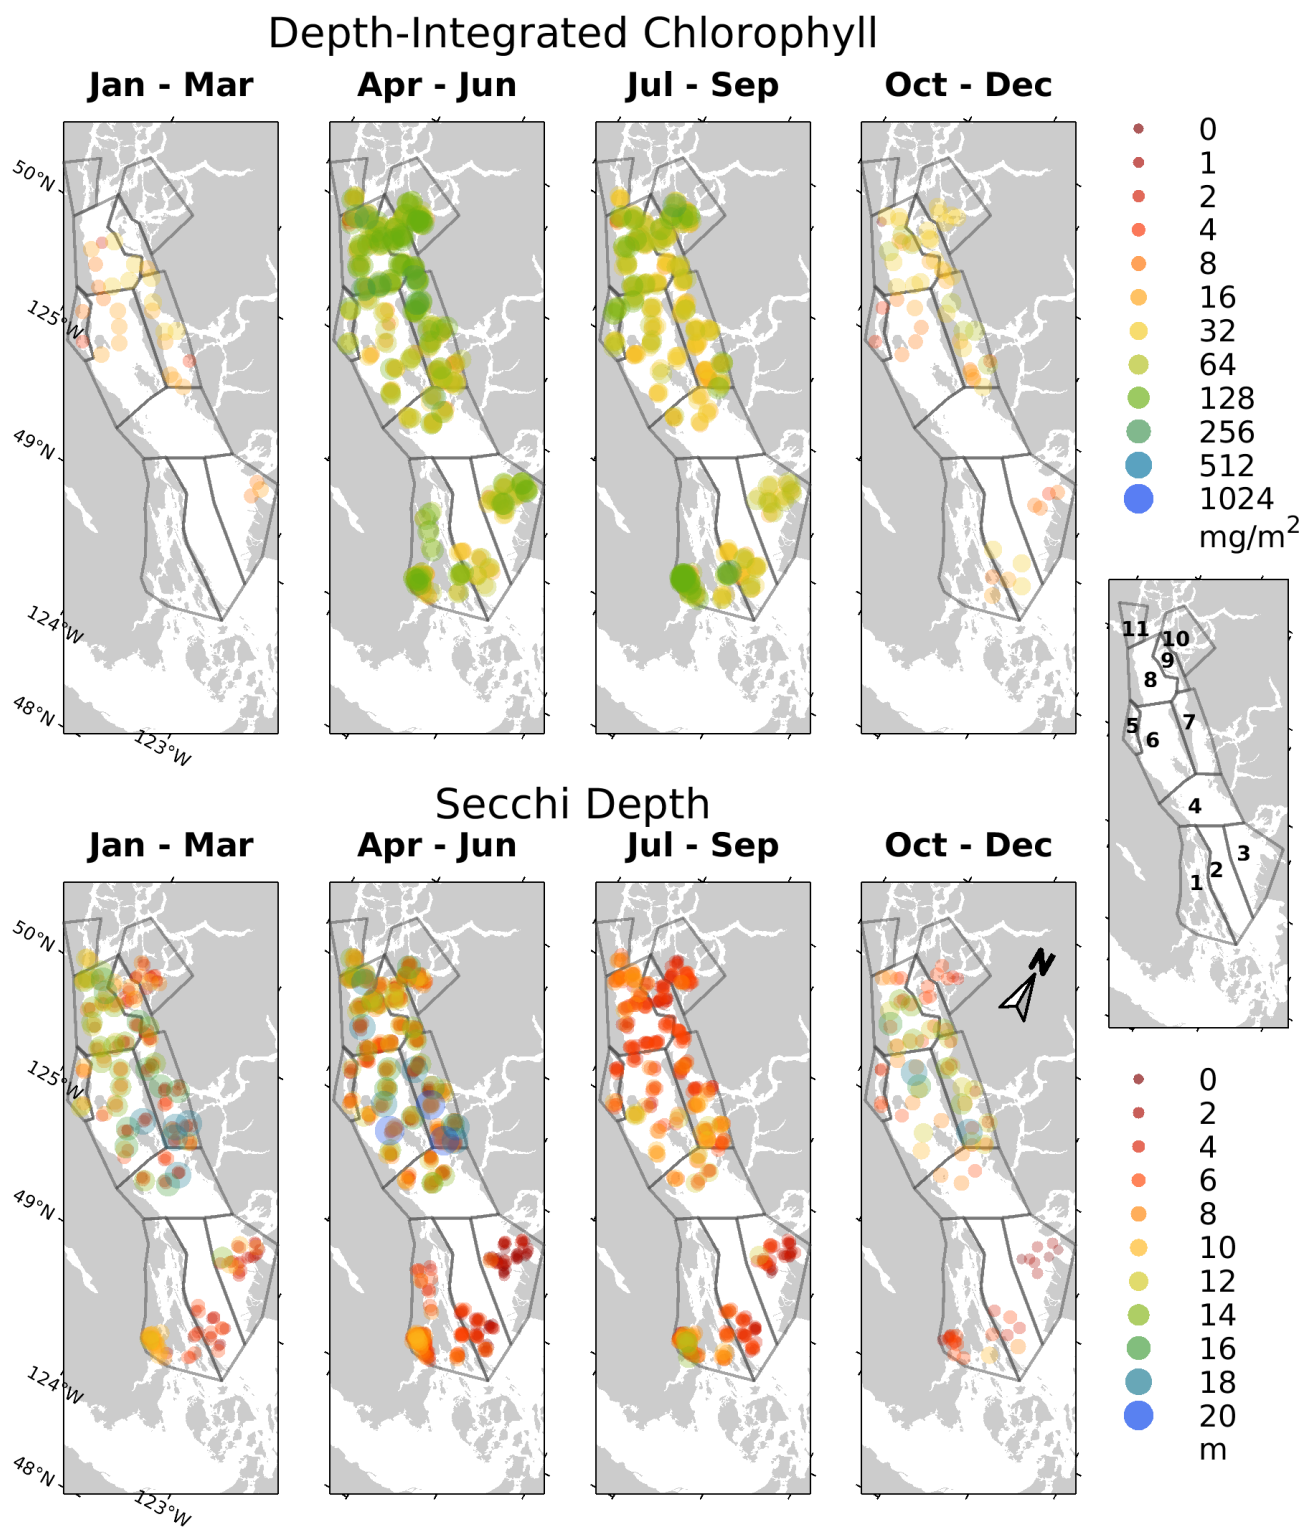 Depth-Integrated Chlorophyll
Jan - Mar
Apr - Jun
Jul - Sep
Oct - Dec
50°N
125°W
49°N
124°W
48°N
123°W
0
1
2
4
8
16
32
64
128
256
512
1024
mg/m²
11
10
9
8
5
6
7
4
3
2
1
Secchi Depth
Jan - Mar
Apr - Jun
Jul - Sep
Oct - Dec
50°N
125°W
49°N
124°W
48°N
123°W
N
0
2
4
6
8
10
12
14
16
18
20
m